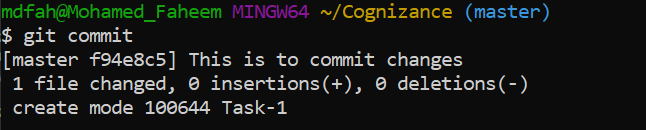 mdfah@Mohamed_Faheem MINGW64 ~/Cognizance (master)
$ git commit
[master f94e8c5] This is to commit changes
 1 file changed, 0 insertions(+), 0 deletions(-)
 create mode 100644 Task-1